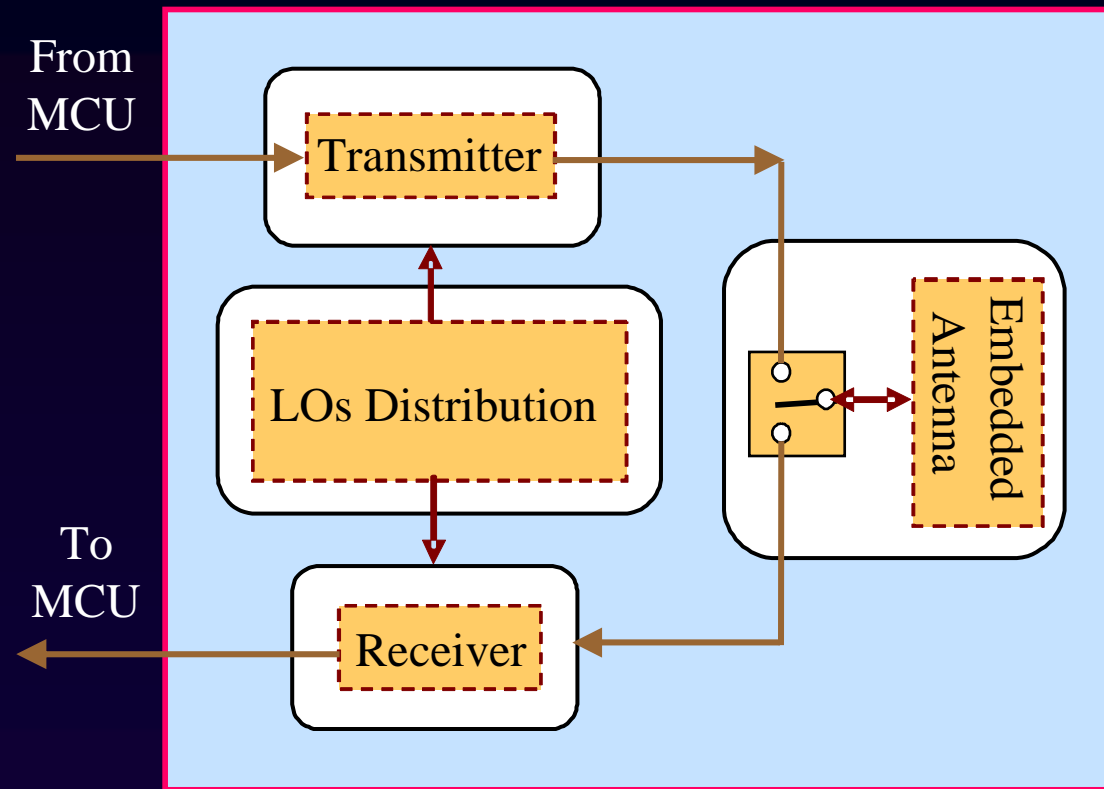 From
MCU
Transmitter
LOs Distribution
Embedded
Antenna
To
MCU
Receiver